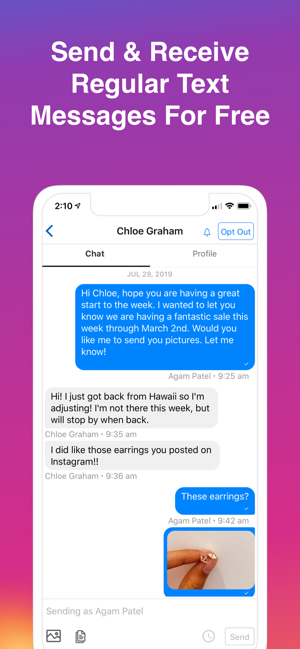 Send & Receive
Regular Text
Messages For Free
2:10
Chloe Graham
Opt Out
Chat
Profile
JUL 29, 2019
Hi Chloe, hope you are having a great
start to the week. I wanted to let you
know we are having a fantastic sale this
week through March 2nd. Would you
like me to send you pictures. Let me
know!
Agam Patel • 9:25 am
Hi! I just got back from Hawaii so I'm
adjusting! I'm not there this week, but
will stop by when back.
Chloe Graham • 9:35 am
I did like those earrings you posted on
Instagram!!
Chloe Graham • 9:36 am
These earrings?
Agam Patel • 9:42 am
Sending as Agam Patel
Send